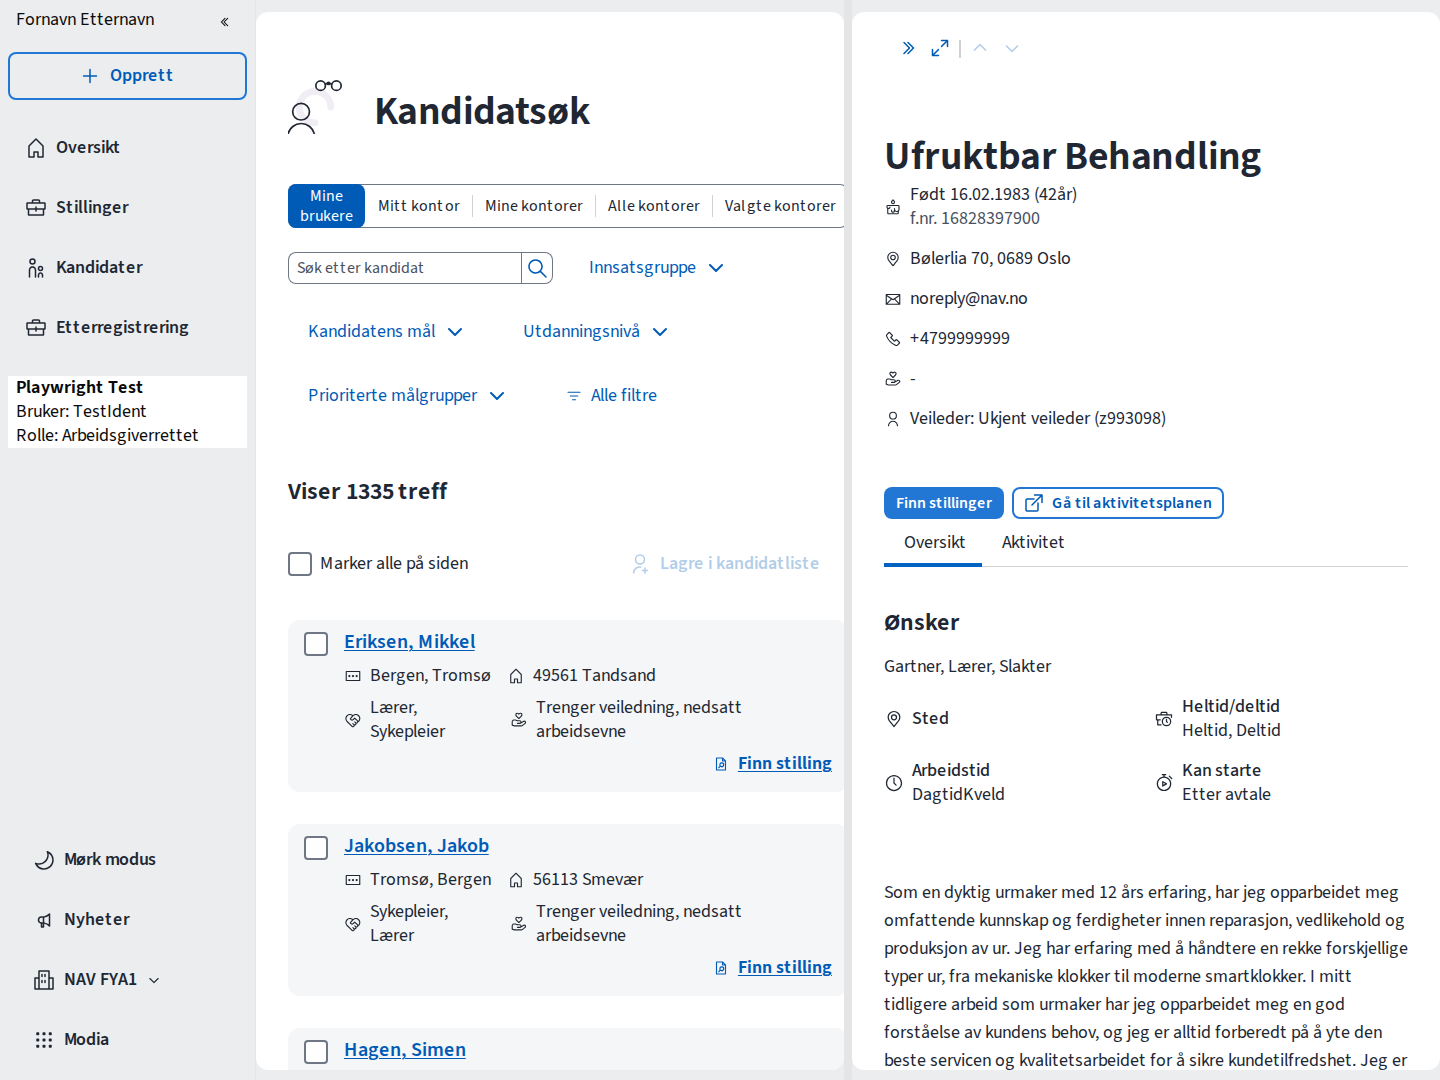 Fornavn Etternavn
Opprett
Oversikt
Stillinger
Kandidater
Etterregistrering
Playwright Test
Bruker: TestIdent
Rolle: Arbeidsgiverrettet
Mørk modus
Nyheter
NAV FYA1
Modia
Kandidatsøk
Mine brukere
Mitt kontor
Mine kontorer
Alle kontorer
Valgte kontorer
Søk etter kandidat
Innsatsgruppe
Kandidatens mål
Utdanningsnivå
Prioriterte målgrupper
Alle filtre
Viser 1335 treff
Marker alle på siden
Lagre i kandidatliste
Eriksen, Mikkel
Bergen, Tromsø
49561 Tandsand
Lærer, Sykepleier
Trenger veiledning, nedsatt arbeidsevne
Finn stilling
Jakobsen, Jakob
Tromsø, Bergen
56113 Smevær
Sykepleier, Lærer
Trenger veiledning, nedsatt arbeidsevne
Finn stilling
Hagen, Simen
Ufruktbar Behandling
Født 16.02.1983 (42år)
f.nr. 16828397900
Bølerlia 70, 0689 Oslo
noreply@nav.no
+4799999999
-
Veileder: Ukjent veileder (z993098)
Finn stillinger
Gå til aktivitetsplanen
Oversikt
Aktivitet
Ønsker
Gartner, Lærer, Slakter
Sted
Heltid/deltid
Heltid, Deltid
Arbeidstid
DagtidKveld
Kan starte
Etter avtale
Som en dyktig urmaker med 12 års erfaring, har jeg opparbeidet meg
omfattende kunnskap og ferdigheter innen reparasjon, vedlikehold og
produksjon av ur. Jeg har erfaring med å håndtere en rekke forskjellige
typer ur, fra mekaniske klokker til moderne smartklokker. I mitt
tidligere arbeid som urmaker har jeg opparbeidet meg en god
forståelse av kundens behov, og jeg er alltid forberedt på å yte den
beste servicen og kvalitetsarbeidet for å sikre kundetilfredshet. Jeg er